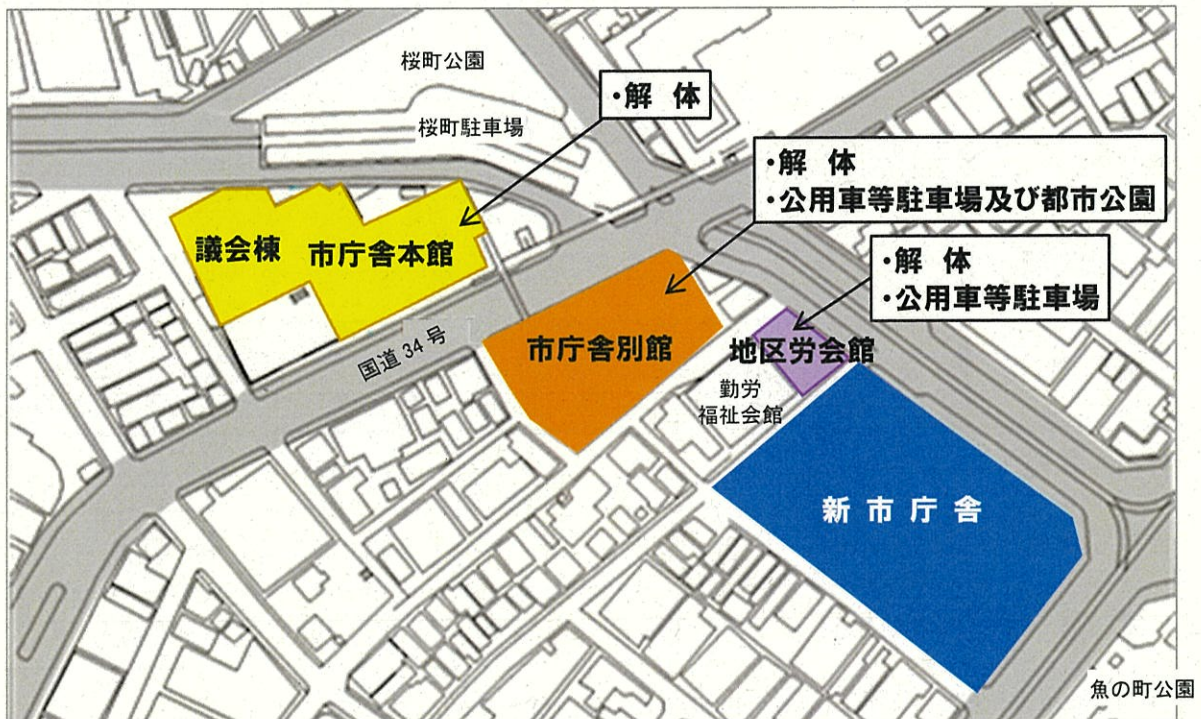 桜町公園
・解 体
桜町駐車場
・解 体
・公用車等駐車場及び都市公園
議会棟
市庁舎本館
・解 体
・公用車等駐車場
国道 34 号
市庁舎別館
地区労会館
勤労
福祉会館
新 市 庁 舎
魚の町公園